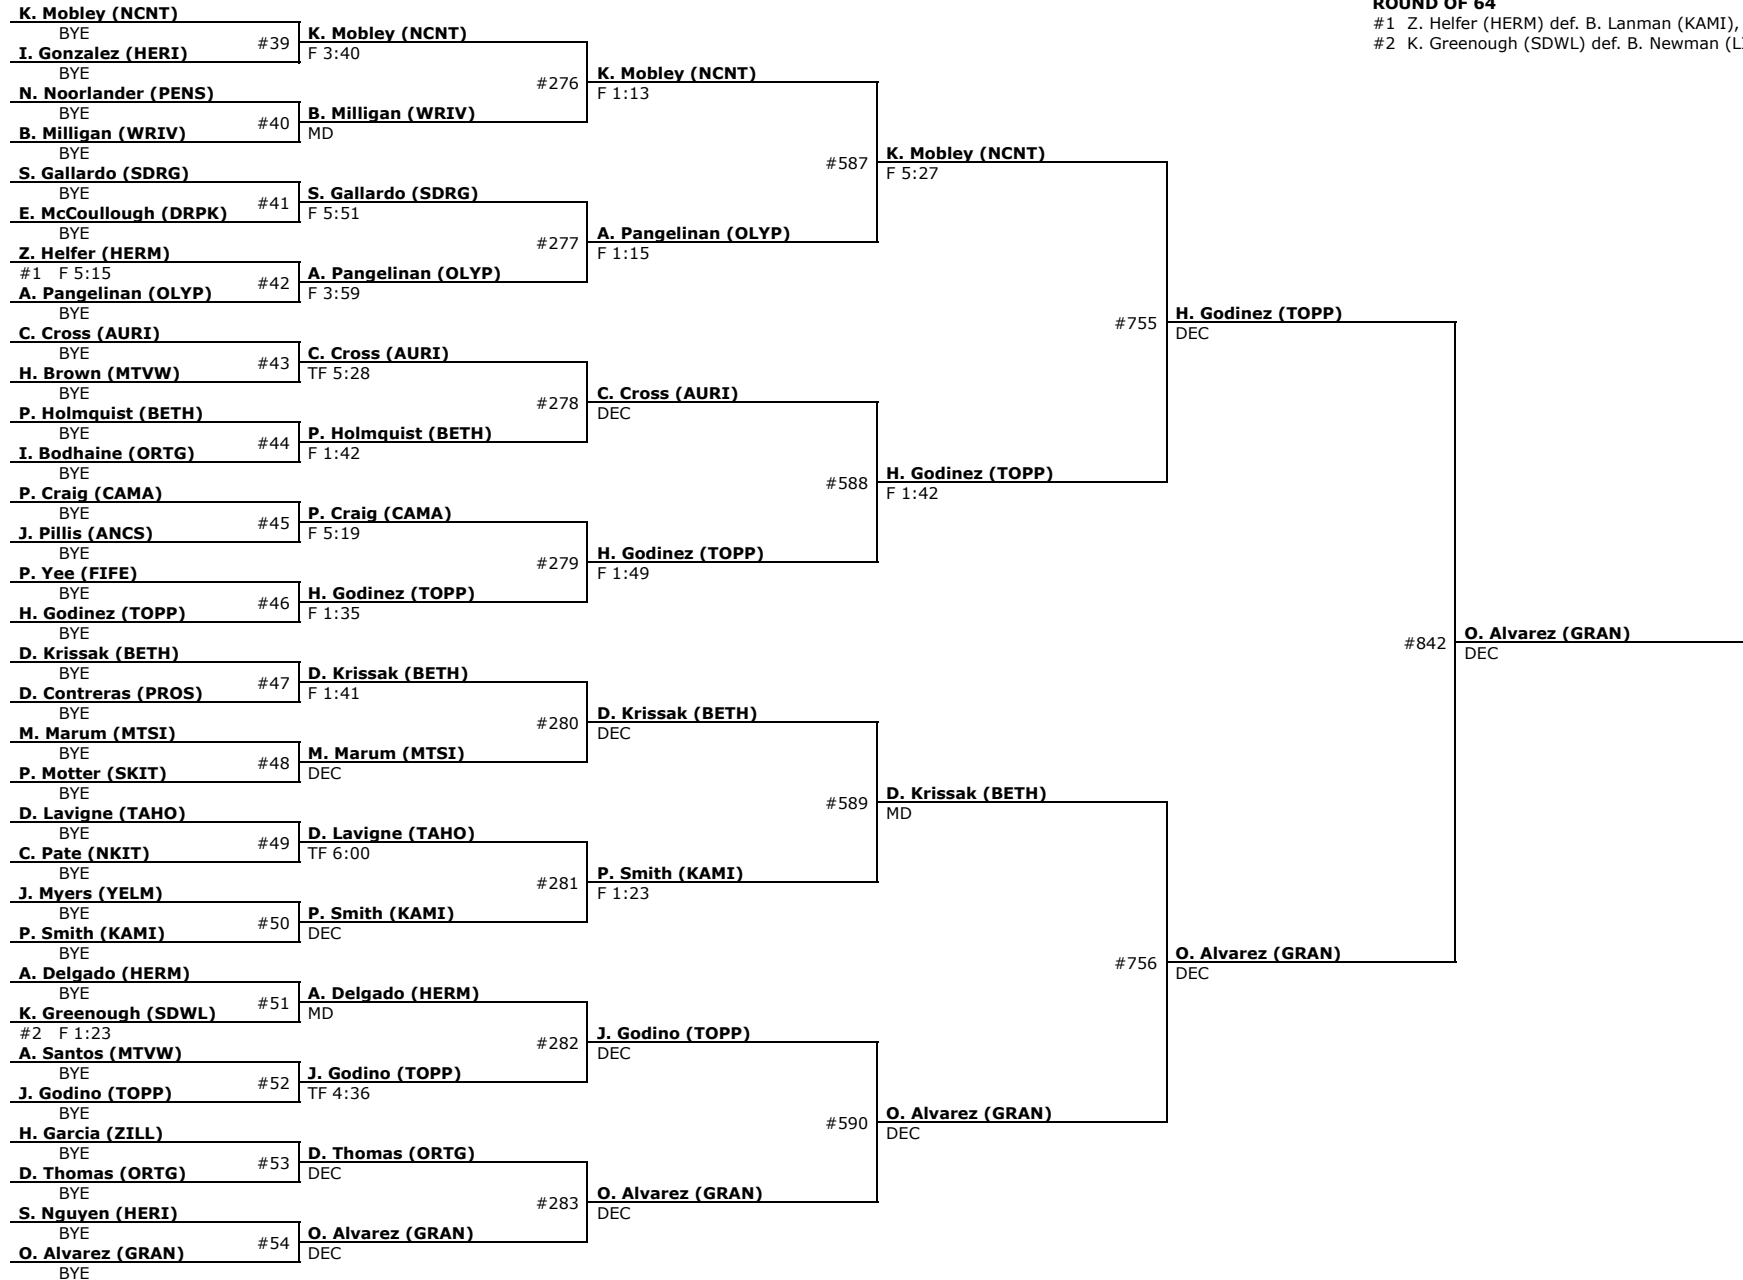 K. Mobley (NCNT)
BYE
I. Gonzalez (HERI)
BYE
N. Noorlander (PENS)
BYE
B. Milligan (WRIV)
BYE
S. Gallardo (SDRG)
BYE
E. McCoullough (DRPK)
BYE
Z. Helfer (HERM)
#1 F 5:15
A. Pangelinan (OLYP)
BYE
C. Cross (AURI)
BYE
H. Brown (MTVW)
BYE
P. Holmquist (BETH)
BYE
I. Bodhaine (ORTG)
BYE
P. Craig (CAMA)
BYE
J. Pillis (ANCS)
BYE
P. Yee (FIFE)
BYE
H. Godinez (TOPP)
BYE
D. Krissak (BETH)
BYE
D. Contreras (PROS)
BYE
M. Marum (MTSI)
BYE
P. Motter (SKIT)
BYE
D. Lavigne (TAHO)
BYE
C. Pate (NKIT)
BYE
J. Myers (YELM)
BYE
P. Smith (KAMI)
BYE
A. Delgado (HERM)
BYE
K. Greenough (SDWL)
#2 F 1:23
A. Santos (MTVW)
BYE
J. Godino (TOPP)
BYE
H. Garcia (ZILL)
BYE
D. Thomas (ORTG)
BYE
S. Nguyen (HERI)
BYE
O. Alvarez (GRAN)
BYE
#39
K. Mobley (NCNT)
F 3:40
#40
B. Milligan (WRIV)
MD
#41
S. Gallardo (SDRG)
F 5:51
#42
A. Pangelinan (OLYP)
F 3:59
#43
C. Cross (AURI)
TF 5:28
#44
P. Holmquist (BETH)
F 1:42
#45
P. Craig (CAMA)
F 5:19
#46
H. Godinez (TOPP)
F 1:35
#47
D. Krissak (BETH)
F 1:41
#48
M. Marum (MTSI)
DEC
#49
D. Lavigne (TAHO)
TF 6:00
#50
P. Smith (KAMI)
DEC
#51
A. Delgado (HERM)
MD
#52
J. Godino (TOPP)
TF 4:36
#53
D. Thomas (ORTG)
DEC
#54
O. Alvarez (GRAN)
DEC
#276
K. Mobley (NCNT)
F 1:13
#277
A. Pangelinan (OLYP)
F 1:15
#278
C. Cross (AURI)
DEC
#279
H. Godinez (TOPP)
F 1:49
#280
D. Krissak (BETH)
DEC
#281
P. Smith (KAMI)
F 1:23
#282
J. Godino (TOPP)
DEC
#283
O. Alvarez (GRAN)
DEC
#587
K. Mobley (NCNT)
F 5:27
#588
H. Godinez (TOPP)
F 1:42
#589
D. Krissak (BETH)
MD
#590
O. Alvarez (GRAN)
DEC
#755
H. Godinez (TOPP)
DEC
#756
O. Alvarez (GRAN)
DEC
#842
O. Alvarez (GRAN)
DEC
ROUND OF 64
#1 Z. Helfer (HERM) def. B. Lanman (KAMI),
#2 K. Greenough (SDWL) def. B. Newman